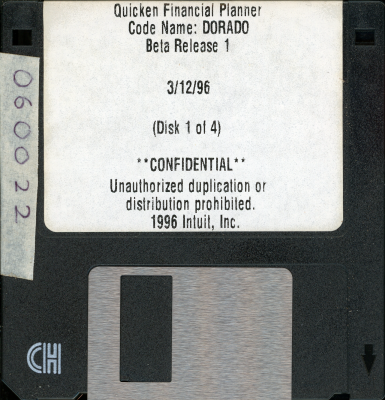 Quicken Financial Planner
Code Name: DORADO
Beta Release 1
3/12/96
(Disk 1 of 4)
**CONFIDENTIAL**
Unauthorized duplication or
distribution prohibited.
1996 Intuit, Inc.
060022
CH